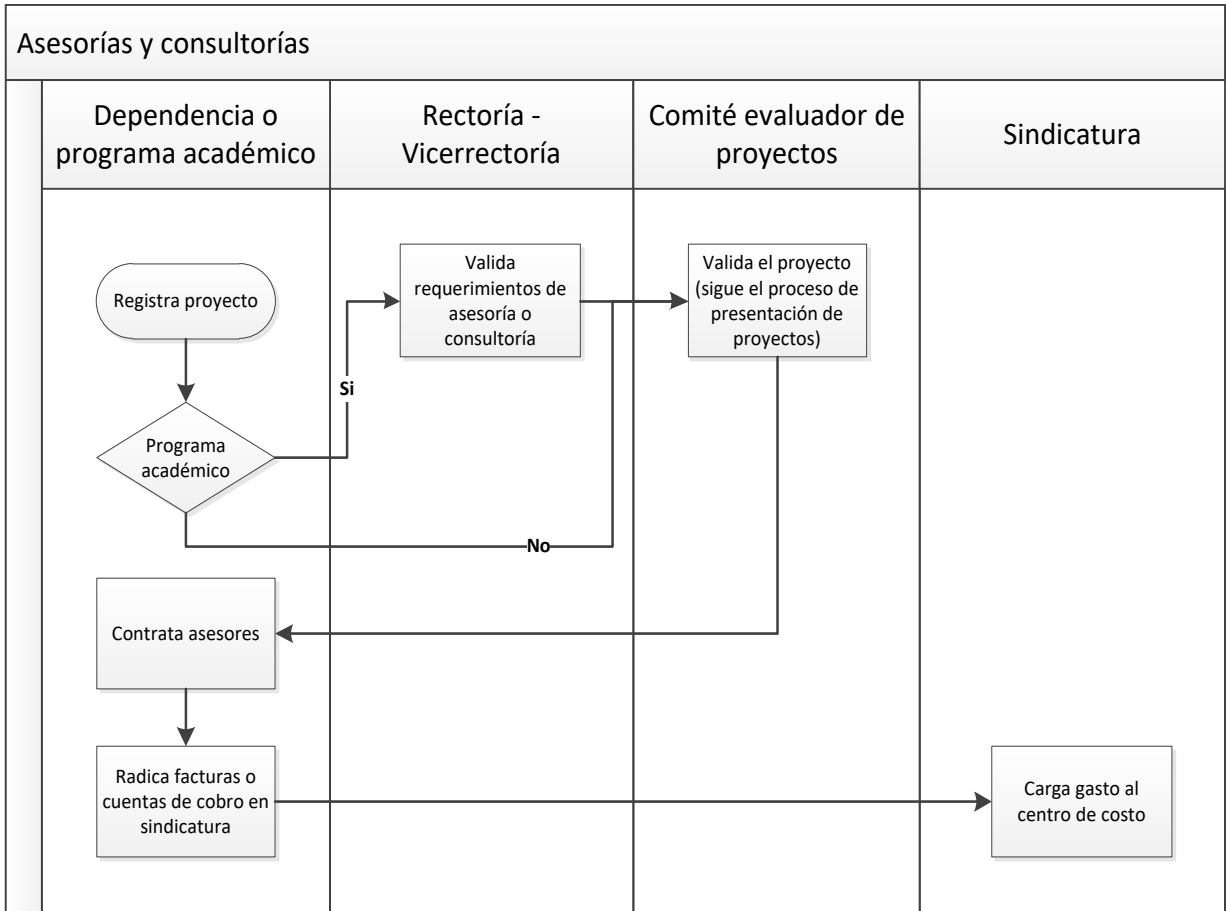 Asesorías y consultorías
Dependencia o
programa académico
Rectoría -
Vicerrectoría
Comité evaluador de
proyectos
Sindicatura
Registra proyecto
Valida
requerimientos de
asesoría o
consultoría
Valida el proyecto
(sigue el proceso de
presentación de
proyectos)
Si
Programa
académico
No
Contrata asesores
Radica facturas o
cuentas de cobro en
sindicatura
Carga gasto al
centro de costo